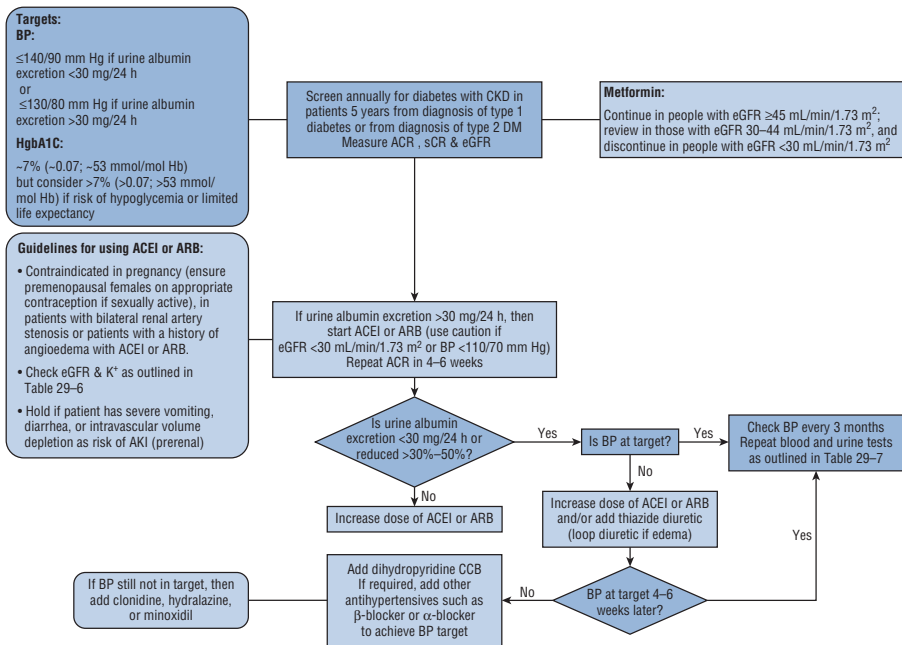 Targets:
BP:
≤140/90 mm Hg if urine albumin
excretion <30 mg/24 h
or
≤130/80 mm Hg if urine albumin
excretion >30 mg/24 h
HgbA1C:
~7% (~0.07; ~53 mmol/mol Hb)
but consider >7% (>0.07; >53 mmol/
mol Hb) if risk of hypoglycemia or limited
life expectancy
Screen annually for diabetes with CKD in
patients 5 years from diagnosis of type 1
diabetes or from diagnosis of type 2 DM
Measure ACR , sCR & eGFR
Metformin:
Continue in people with eGFR ≥45 mL/min/1.73 m²;
review in those with eGFR 30–44 mL/min/1.73 m², and
discontinue in people with eGFR <30 mL/min/1.73 m²
Guidelines for using ACEI or ARB:
• Contraindicated in pregnancy (ensure
premenopausal females on appropriate
contraception if sexually active), in
patients with bilateral renal artery
stenosis or patients with a history of
angioedema with ACEI or ARB.
• Check eGFR & K⁺ as outlined in
Table 29–6
• Hold if patient has severe vomiting,
diarrhea, or intravascular volume
depletion as risk of AKI (prerenal)
If urine albumin excretion >30 mg/24 h, then
start ACEI or ARB (use caution if
eGFR <30 mL/min/1.73 m² or BP <110/70 mm Hg)
Repeat ACR in 4–6 weeks
Is urine albumin
excretion <30 mg/24 h or
reduced >30%–50%?
Yes
Is BP at target?
Yes
Check BP every 3 months
Repeat blood and urine tests
as outlined in Table 29–7
No
Increase dose of ACEI or ARB
No
Increase dose of ACEI or ARB
and/or add thiazide diuretic
(loop diuretic if edema)
Yes
BP at target 4–6
weeks later?
No
Add dihydropyridine CCB
If required, add other
antihypertensives such as
β-blocker or α-blocker
to achieve BP target
If BP still not in target, then
add clonidine, hydralazine,
or minoxidil